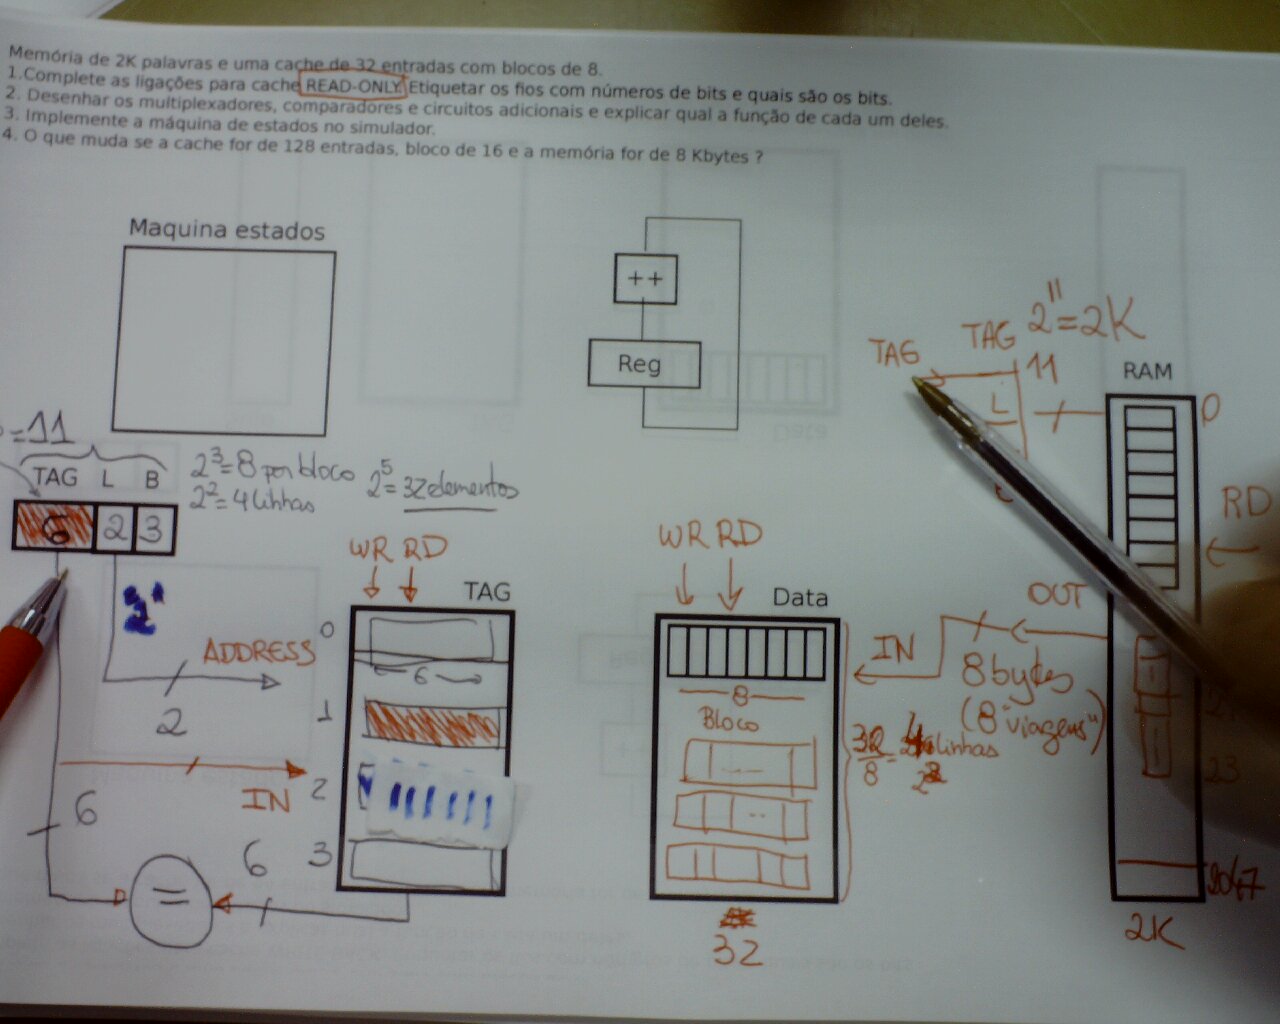 Memória de 2K palavras e uma cache de 32 entradas com blocos de 8.
1.Complete as ligações para cache READ-ONLY. Etiquetar os fios com números de bits e quais são os bits.
2. Desenhar os multiplexadores, comparadores e circuitos adicionais e explicar qual a função de cada um deles.
3. Implemente a máquina de estados no simulador.
4. O que muda se a cache for de 128 entradas, bloco de 16 e a memória for de 8 Kbytes ?
Maquina estados
++
Reg
TAG
TAG
2^11=2K
11
L
RAM
0
=11
TAG L B
2^3=8 por bloco
2^2=4 linhas
2^5=32 elementos
6 2 3
RD
WR RD
TAG
WR RD
Data
OUT
IN
8 bytes
(8 "viagens")
ADDRESS
2
0
6
1
8
Bloco
32/8= 4 linhas
23
IN
2
6
6
3
=
2047
2K
32